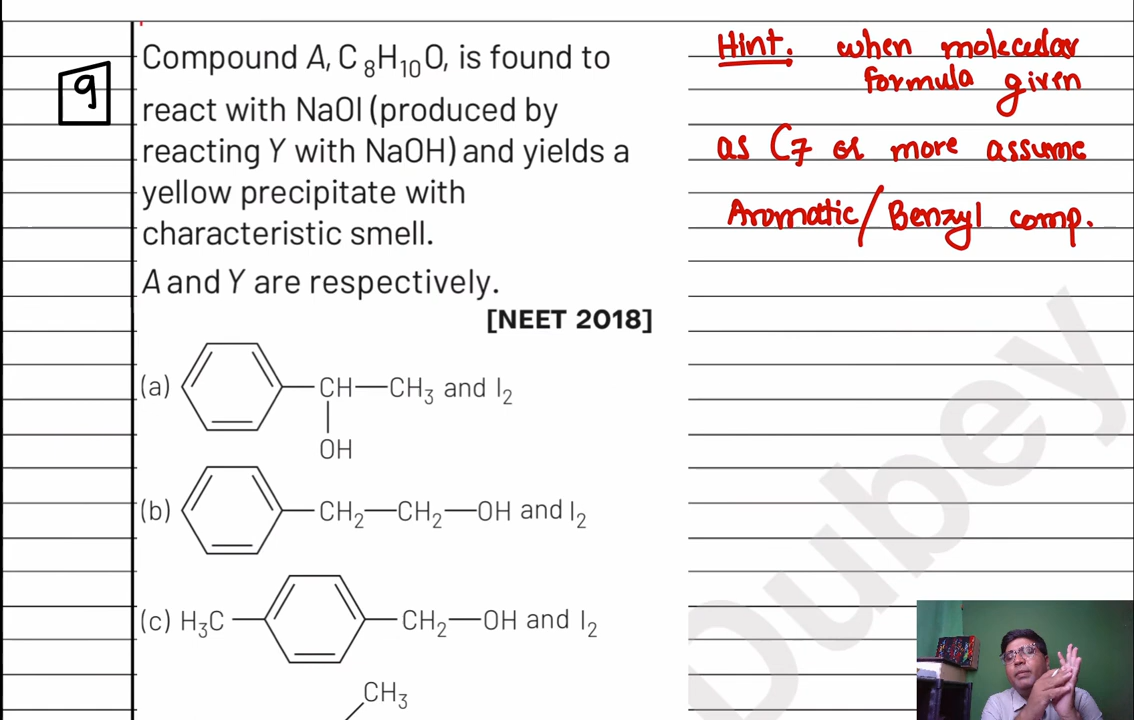 Compound A, C8H10O, is found to
react with NaOI (produced by
reacting Y with NaOH) and yields a
yellow precipitate with
characteristic smell.
A and Y are respectively.
[NEET 2018]
9
Hint. when molecular
formula given
as C7 or more assume
Aromatic/Benzyl comp.
(a) CH—CH3 and I2
OH
(b) CH2—CH2—OH and I2
(c) H3C CH2—OH and I2
CH3
Dubey